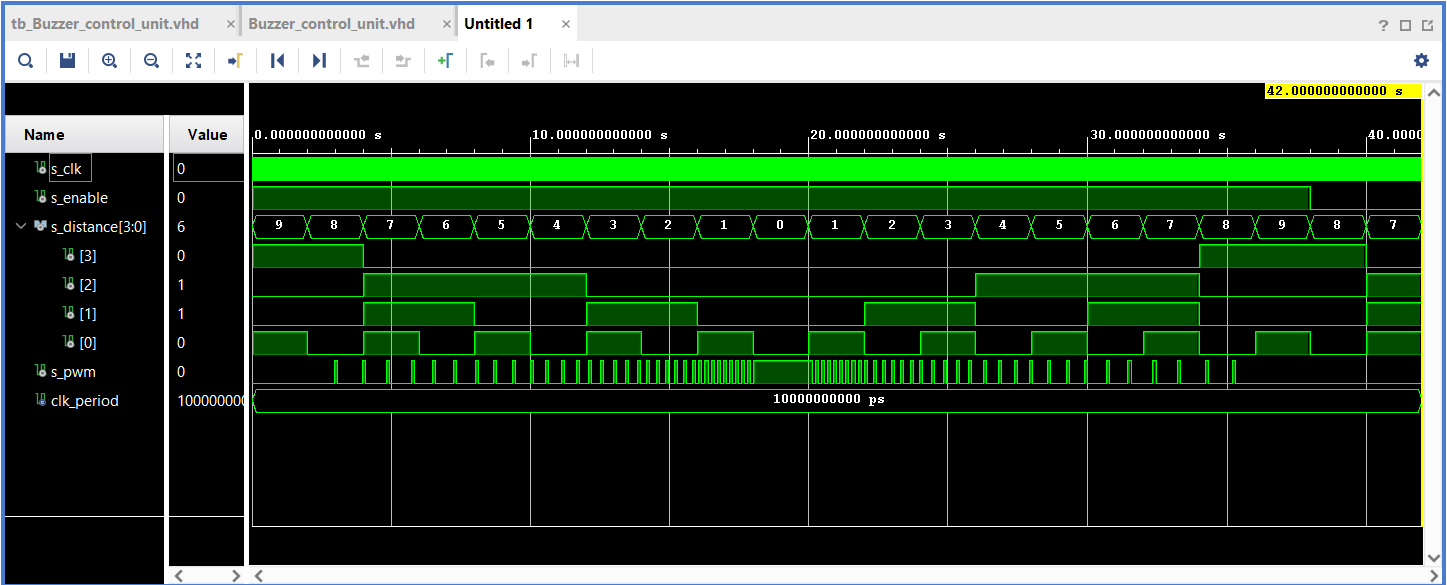 tb_Buzzer_control_unit.vhd × Buzzer_control_unit.vhd × Untitled 1 ×
?
42.000000000000 s
Name Value
0.000000000000 s 10.000000000000 s 20.000000000000 s 30.000000000000 s 40.0000
s_clk 0
s_enable 0
s_distance[3:0] 6 9 8 7 6 5 4 3 2 1 0 1 2 3 4 5 6 7 8 9 8 7
[3] 0
[2] 1
[1] 1
[0] 0
s_pwm 0
clk_period 100000000 10000000000 ps